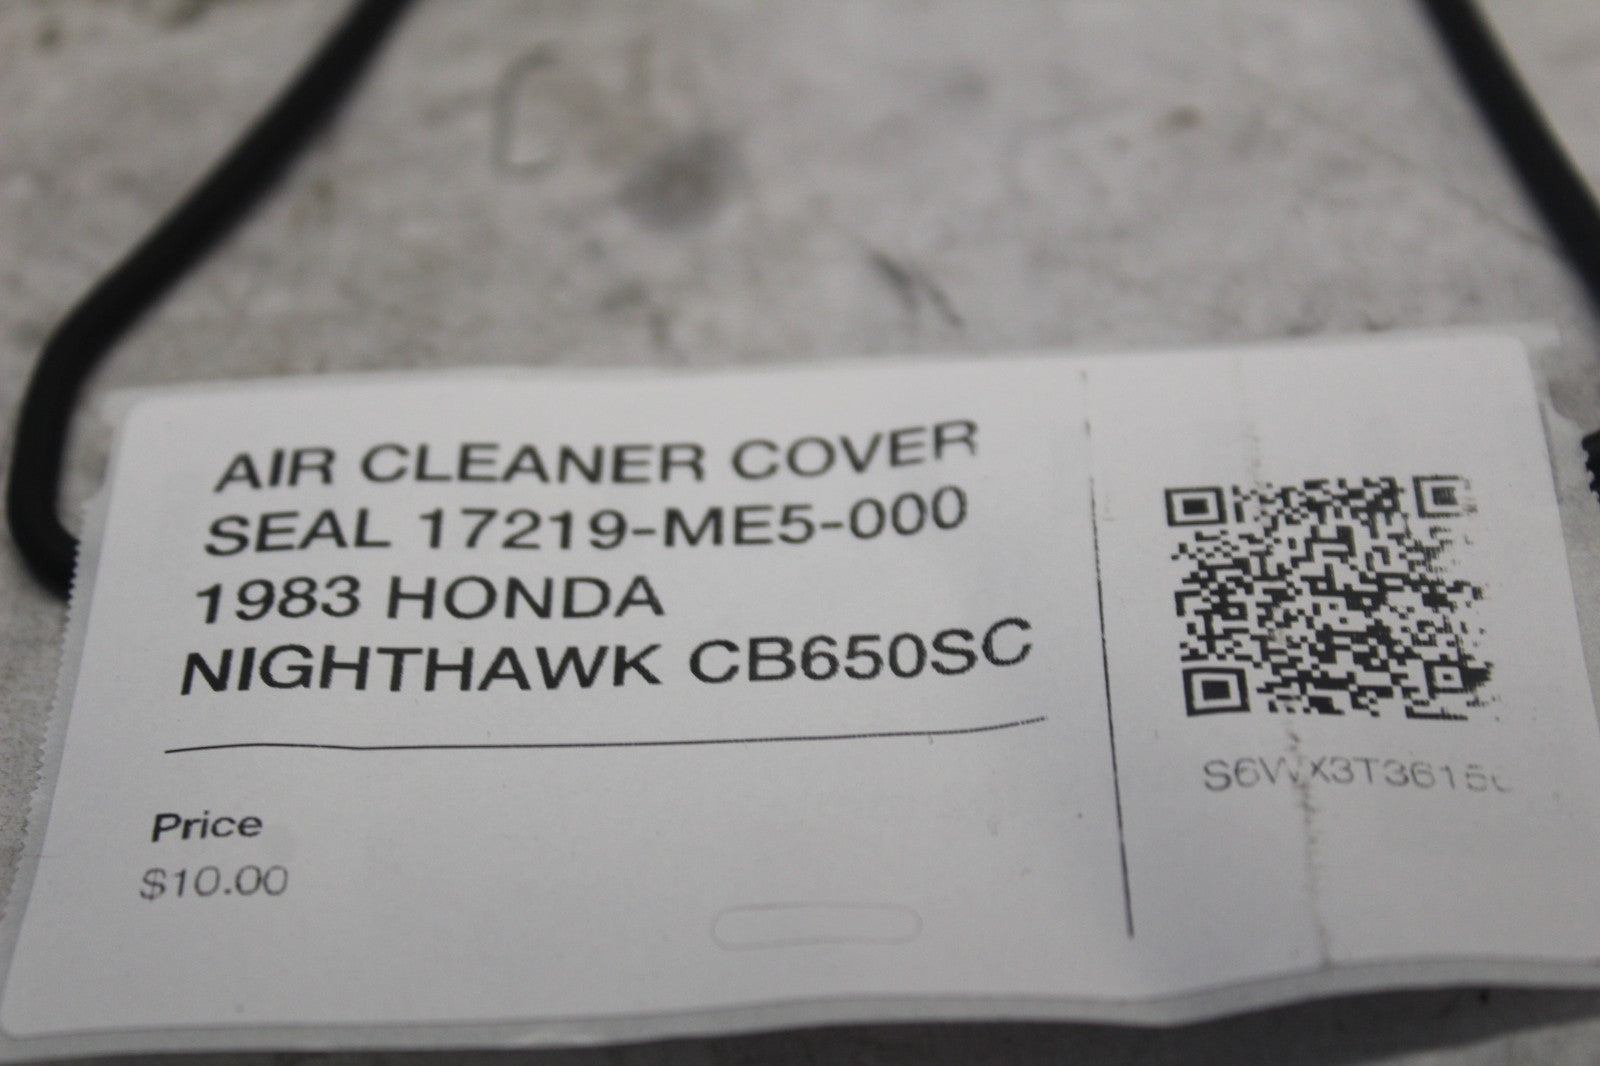 AIR CLEANER COVER
SEAL 17219-ME5-000
1983 HONDA
NIGHTHAWK CB650SC
Price
$10.00